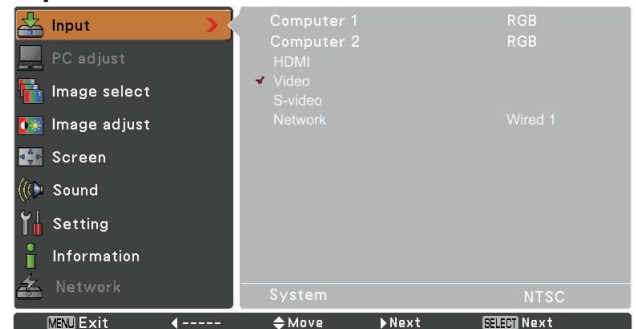 Input
PC adjust
Image select
Image adjust
Screen
Sound
Setting
Information
Network
Computer 1 RGB
Computer 2 RGB
HDMI
Video
S-video
Network Wired 1
System NTSC
MENU Exit ----- Move Next SELECT Next